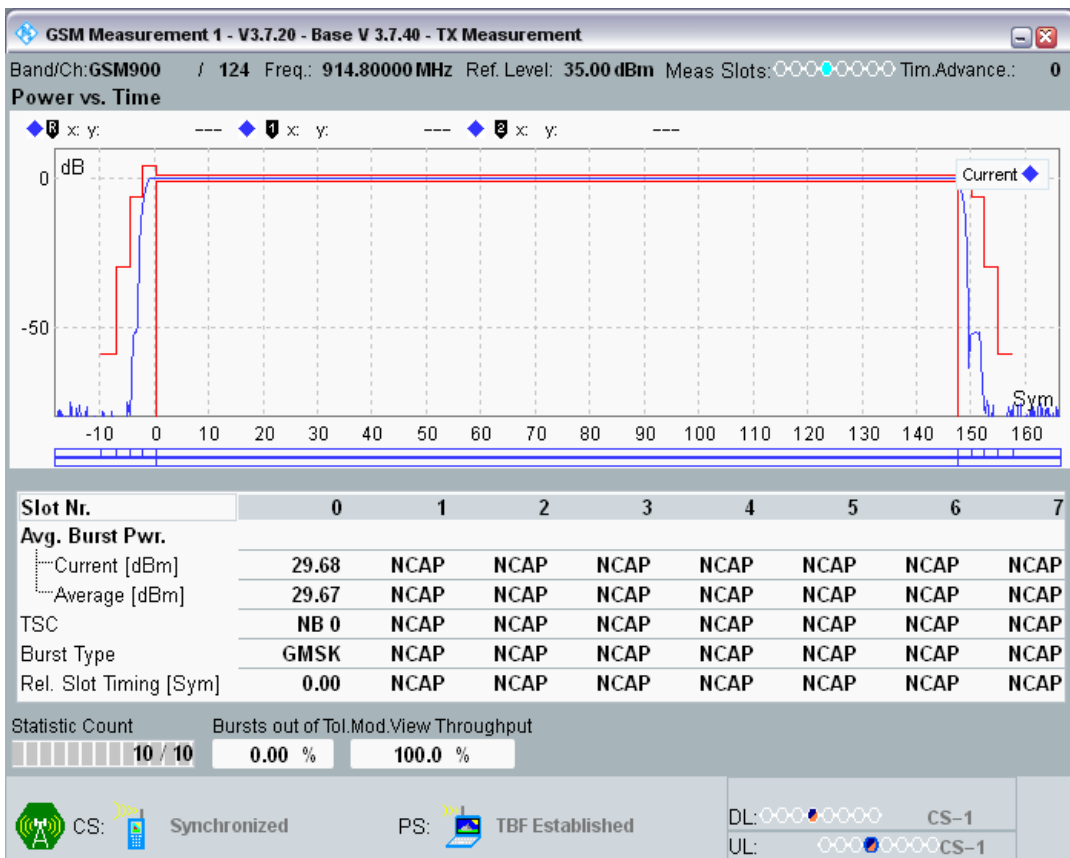 GSM Measurement 1 - V3.7.20 - Base V 3.7.40 - TX Measurement
Band/Ch:GSM900 / 124 Freq.: 914.80000 MHz Ref. Level: 35.00 dBm Meas Slots: Tim.Advance.: 0
Power vs. Time
R x: y: --- 1 x: y: --- 2 x: y: ---
dB
Current
0
-50
Sym
-10 0 10 20 30 40 50 60 70 80 90 100 110 120 130 140 150 160
Slot Nr. 0 1 2 3 4 5 6 7
Avg. Burst Pwr.
Current [dBm] 29.68 NCAP NCAP NCAP NCAP NCAP NCAP NCAP
Average [dBm] 29.67 NCAP NCAP NCAP NCAP NCAP NCAP NCAP
TSC NB 0 NCAP NCAP NCAP NCAP NCAP NCAP NCAP
Burst Type GMSK NCAP NCAP NCAP NCAP NCAP NCAP NCAP
Rel. Slot Timing [Sym] 0.00 NCAP NCAP NCAP NCAP NCAP NCAP NCAP
Statistic Count Bursts out of Tol.Mod.View Throughput
10 / 10 0.00 % 100.0 %
CS: Synchronized PS: TBF Established
DL: CS-1
UL: CS-1